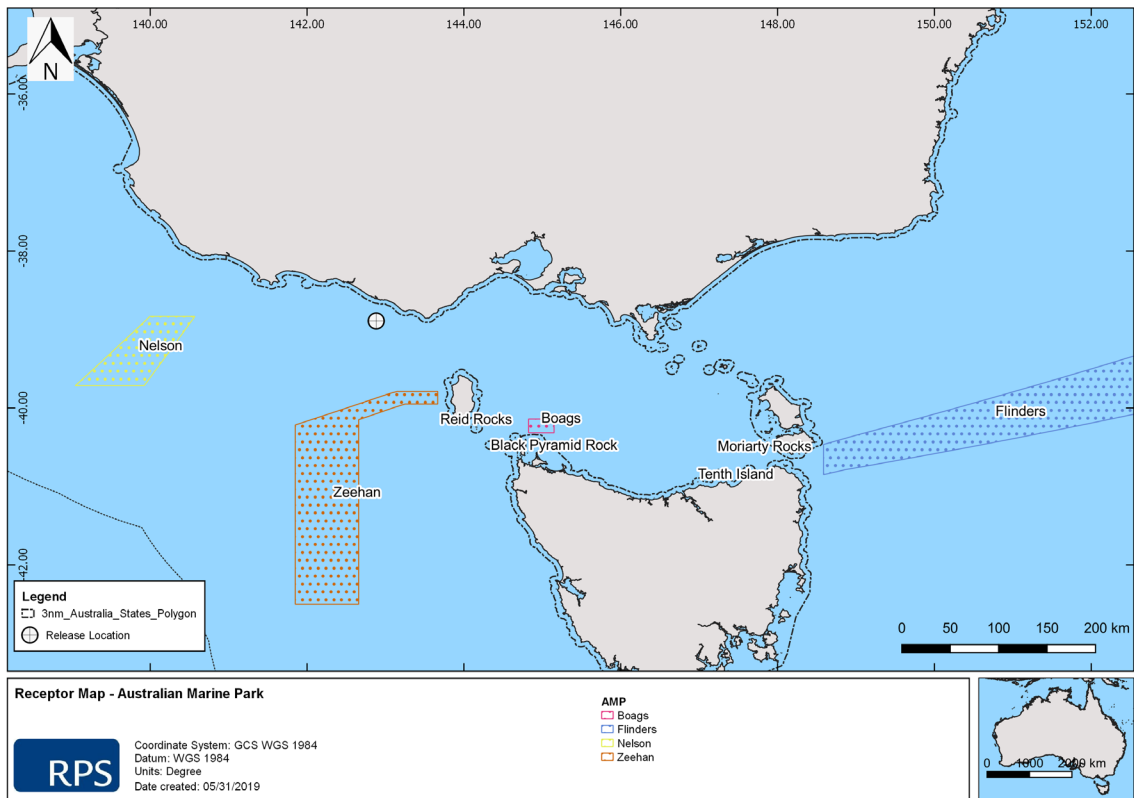 140.00
142.00
144.00
146.00
148.00
150.00
152.00
N
-36.00
-38.00
-40.00
-42.00
Nelson
Zeehan
Reid Rocks
Boags
Black Pyramid Rock
Moriarty Rocks
Tenth Island
Flinders
Legend
3nm_Australia_States_Polygon
Release Location
0 50 100 150 200 km
Receptor Map - Australian Marine Park
RPS
Coordinate System: GCS WGS 1984
Datum: WGS 1984
Units: Degree
Date created: 05/31/2019
AMP
Boags
Flinders
Nelson
Zeehan
0 1000 2000 km